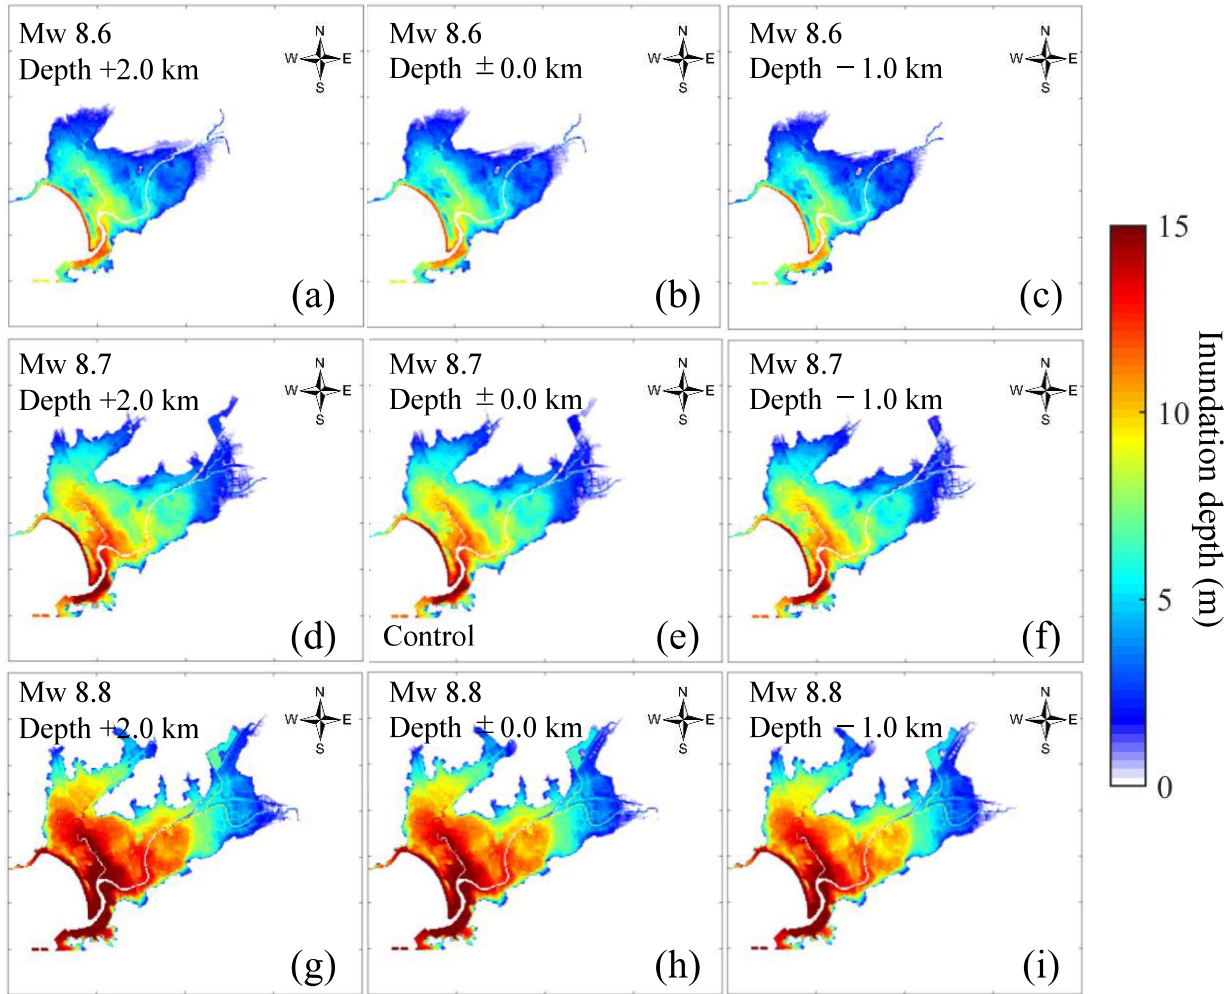 Mw 8.6
Depth +2.0 km
N
W E
S
(a)
Mw 8.6
Depth ±0.0 km
N
W E
S
(b)
Mw 8.6
Depth −1.0 km
N
W E
S
(c)
Mw 8.7
Depth +2.0 km
N
W E
S
(d)
Mw 8.7
Depth ±0.0 km
N
W E
S
Control
(e)
Mw 8.7
Depth −1.0 km
N
W E
S
(f)
Mw 8.8
Depth +2.0 km
N
W E
S
(g)
Mw 8.8
Depth ±0.0 km
N
W E
S
(h)
Mw 8.8
Depth −1.0 km
N
W E
S
(i)
15
10
5
0
Inundation depth (m)